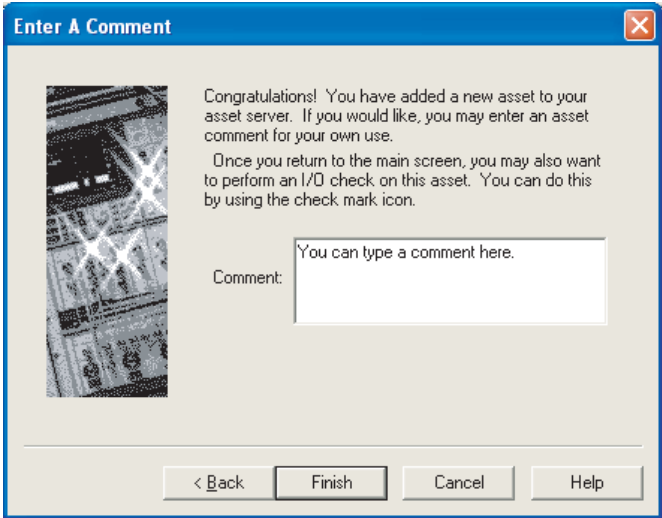 Enter A Comment
Congratulations!  You have added a new asset to your
asset server.  If you would like, you may enter an asset
comment for your own use.
Once you return to the main screen, you may also want
to perform an I/O check on this asset.  You can do this
by using the check mark icon.
Comment:
You can type a comment here.
< Back
Finish
Cancel
Help